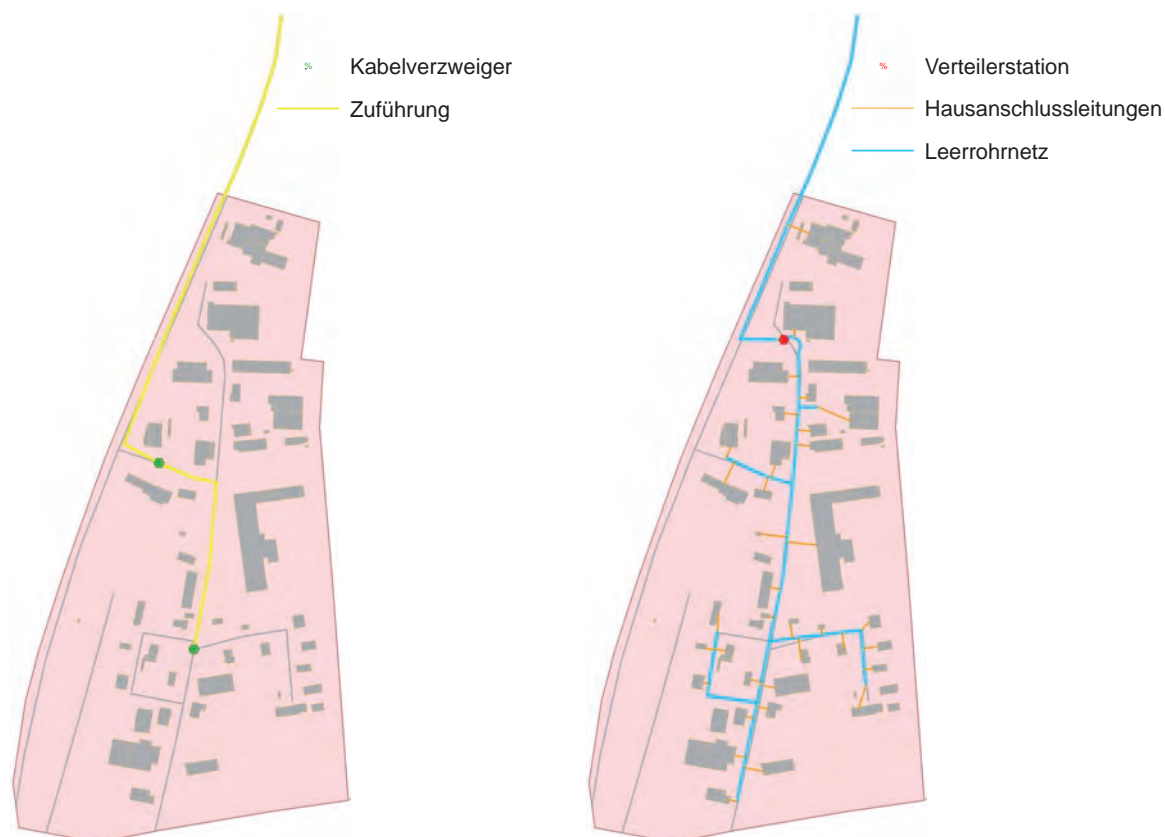 % Kabelverzweiger
Zuführung
% Verteilerstation
Hausanschlussleitungen
Leerrohrnetz